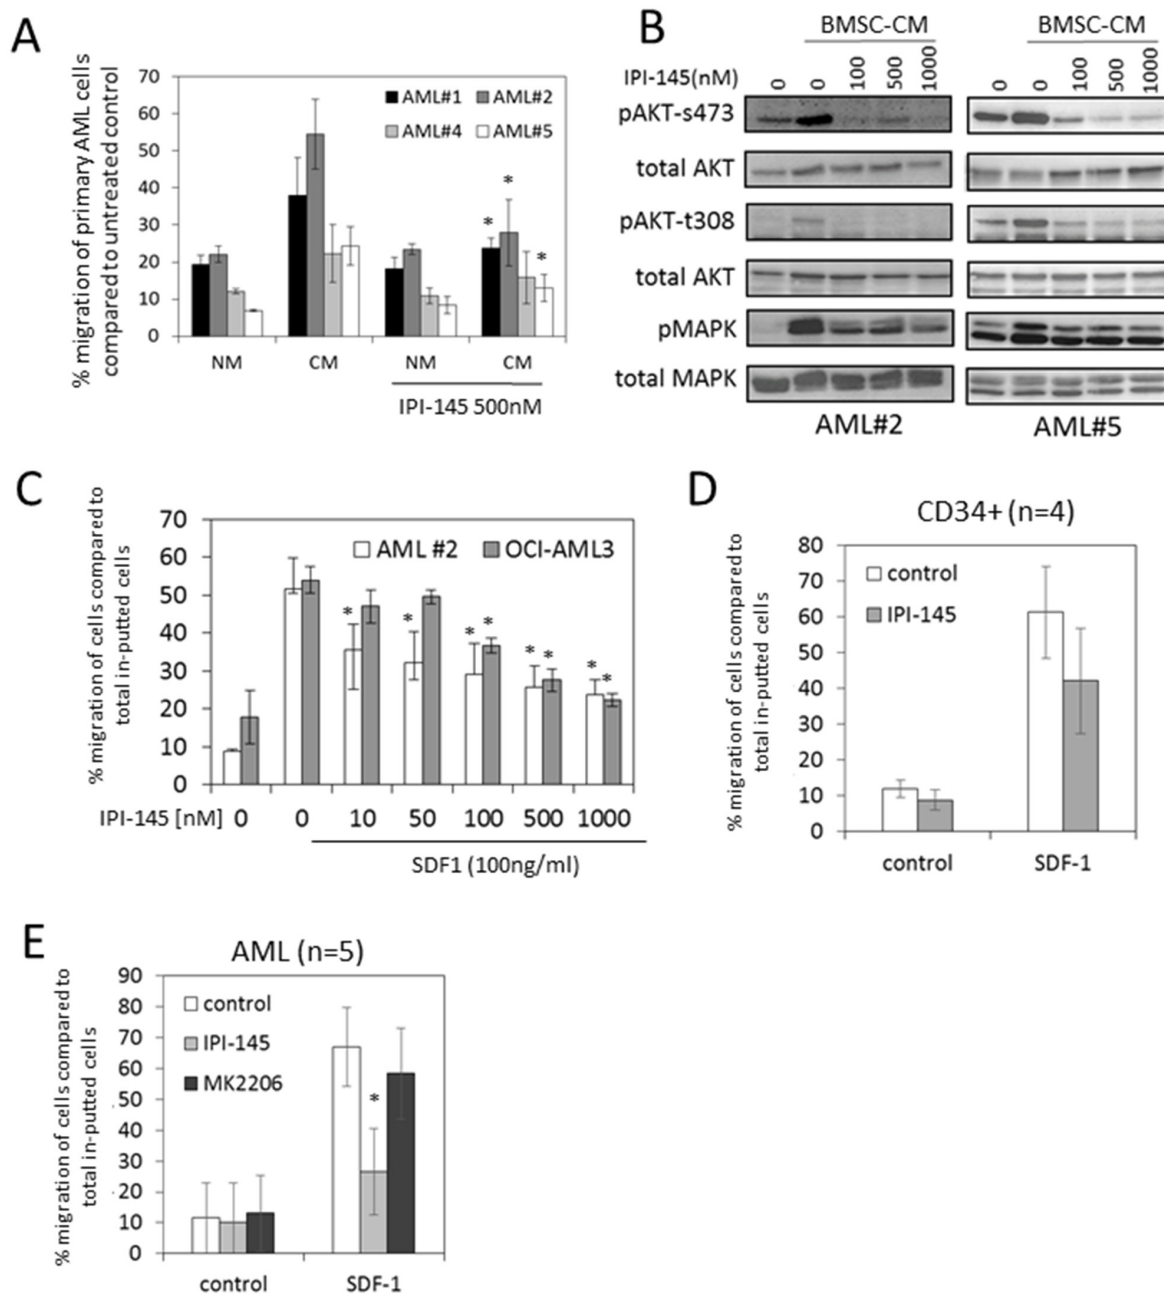 A
% migration of primary AML cells
compared to untreated control
70
60
50
40
30
20
10
0
AML#1 AML#2
AML#4 AML#5
* * *
NM CM NM CM
IPI-145 500nM
B
BMSC-CM BMSC-CM
IPI-145(nM) 0 0 100 500 1000 0 0 100 500 1000
pAKT-s473
total AKT
pAKT-t308
total AKT
pMAPK
total MAPK
AML#2 AML#5
C
% migration of cells compared to
total in-putted cells
70
60
50
40
30
20
10
0
AML #2 OCI-AML3
* * * * * * * *
IPI-145 [nM] 0 0 10 50 100 500 1000
SDF1 (100ng/ml)
D
CD34+ (n=4)
% migration of cells compared to
total in-putted cells
80
70
60
50
40
30
20
10
0
control
IPI-145
control SDF-1
E
AML (n=5)
% migration of cells compared to
total in-putted cells
90
80
70
60
50
40
30
20
10
0
control
IPI-145
MK2206
*
control SDF-1